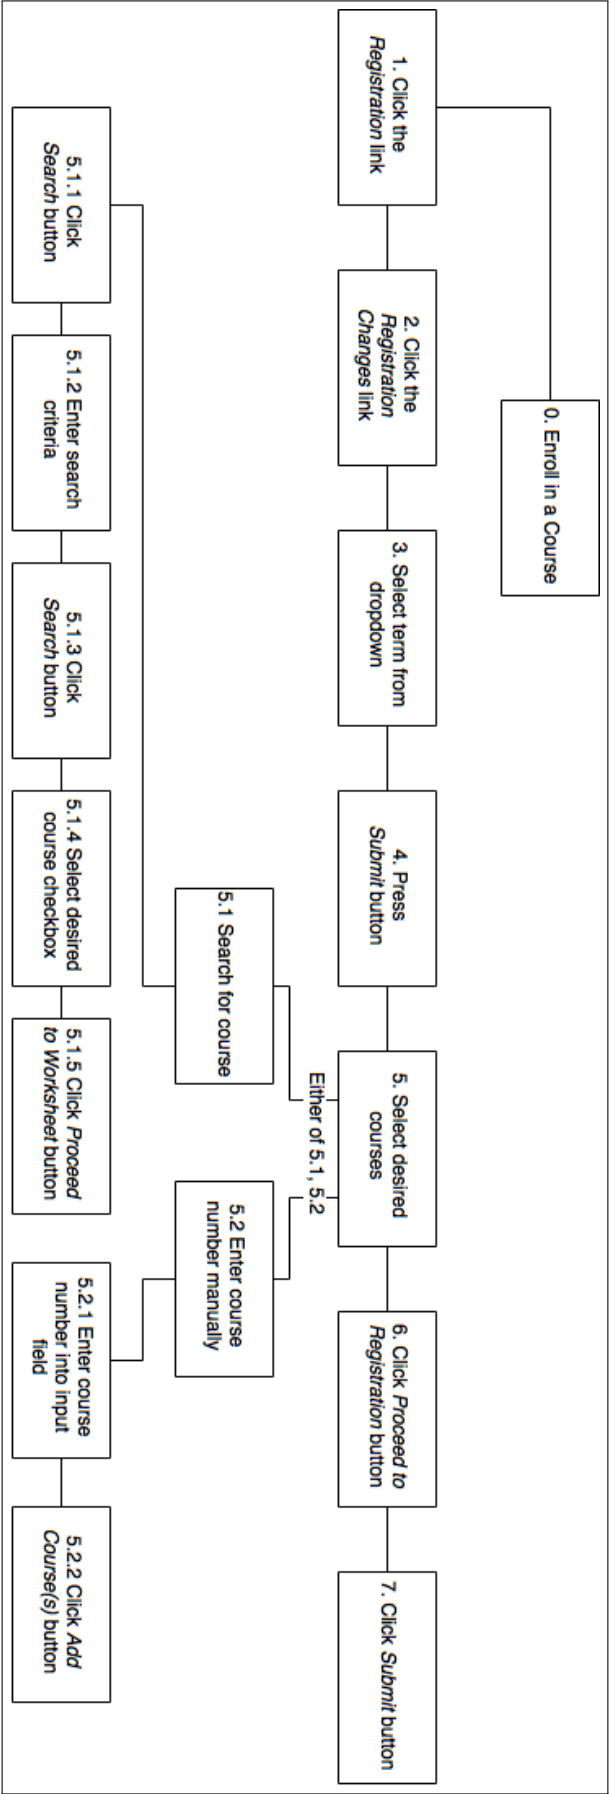 0. Enroll in a Course
1. Click the
Registration link
2. Click the
Registration
Changes link
3. Select term from
dropdown
4. Press
Submit button
5. Select desired
courses
6. Click Proceed to
Registration button
7. Click Submit button
Either of 5.1, 5.2
5.1 Search for course
5.2 Enter course
number manually
5.1.1 Click
Search button
5.1.2 Enter search
criteria
5.1.3 Click
Search button
5.1.4 Select desired
course checkbox
5.1.5 Click Proceed
to Worksheet button
5.2.1 Enter course
number into input
field
5.2.2 Click Add
Course(s) button